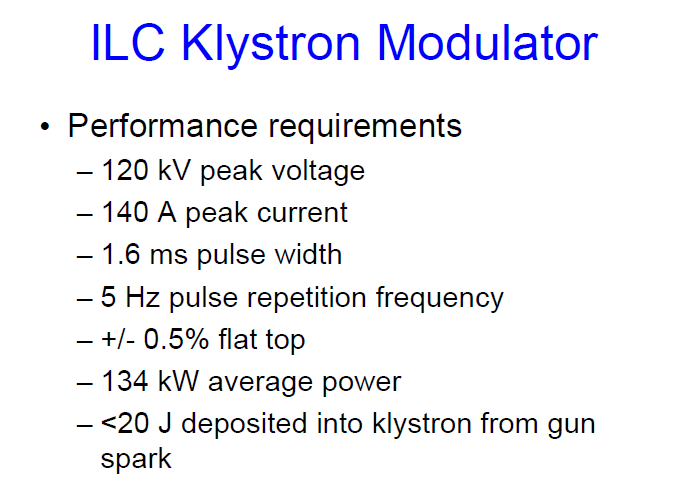 ILC Klystron Modulator
• Performance requirements
– 120 kV peak voltage
– 140 A peak current
– 1.6 ms pulse width
– 5 Hz pulse repetition frequency
– +/- 0.5% flat top
– 134 kW average power
– <20 J deposited into klystron from gun
spark